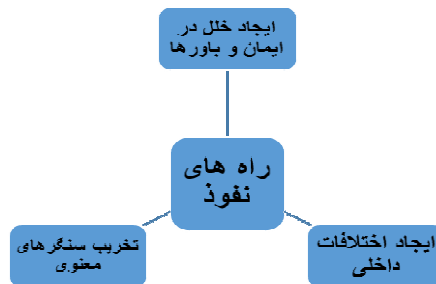 ایجاد خلل در
ایمان و باورها
راه های
نفوذ
ایجاد اختلافات
داخلی
تخریب سنگرهای
معنوی